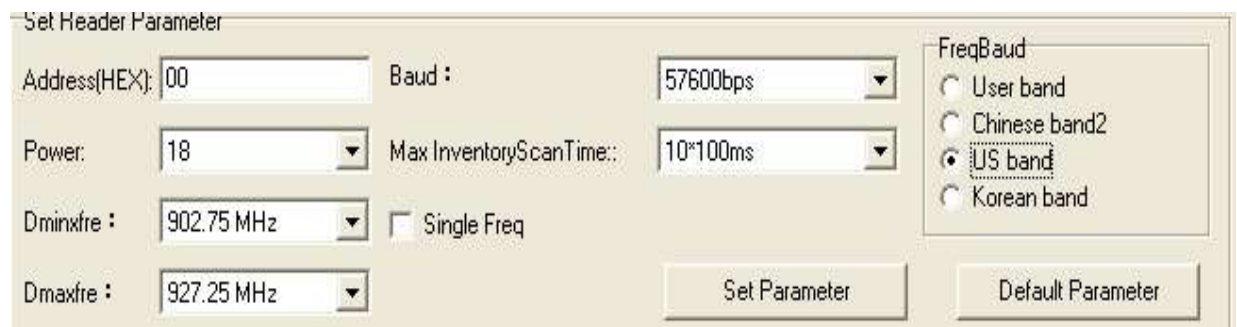 Set Reader Parameter
Address(HEX): 00 Baud : 57600bps
Power: 18 Max InventoryScanTime:: 10*100ms
Dminxfre : 902.75 MHz Single Freq
Dmaxfre : 927.25 MHz Set Parameter Default Parameter
FreqBaud
User band
Chinese band2
US band
Korean band